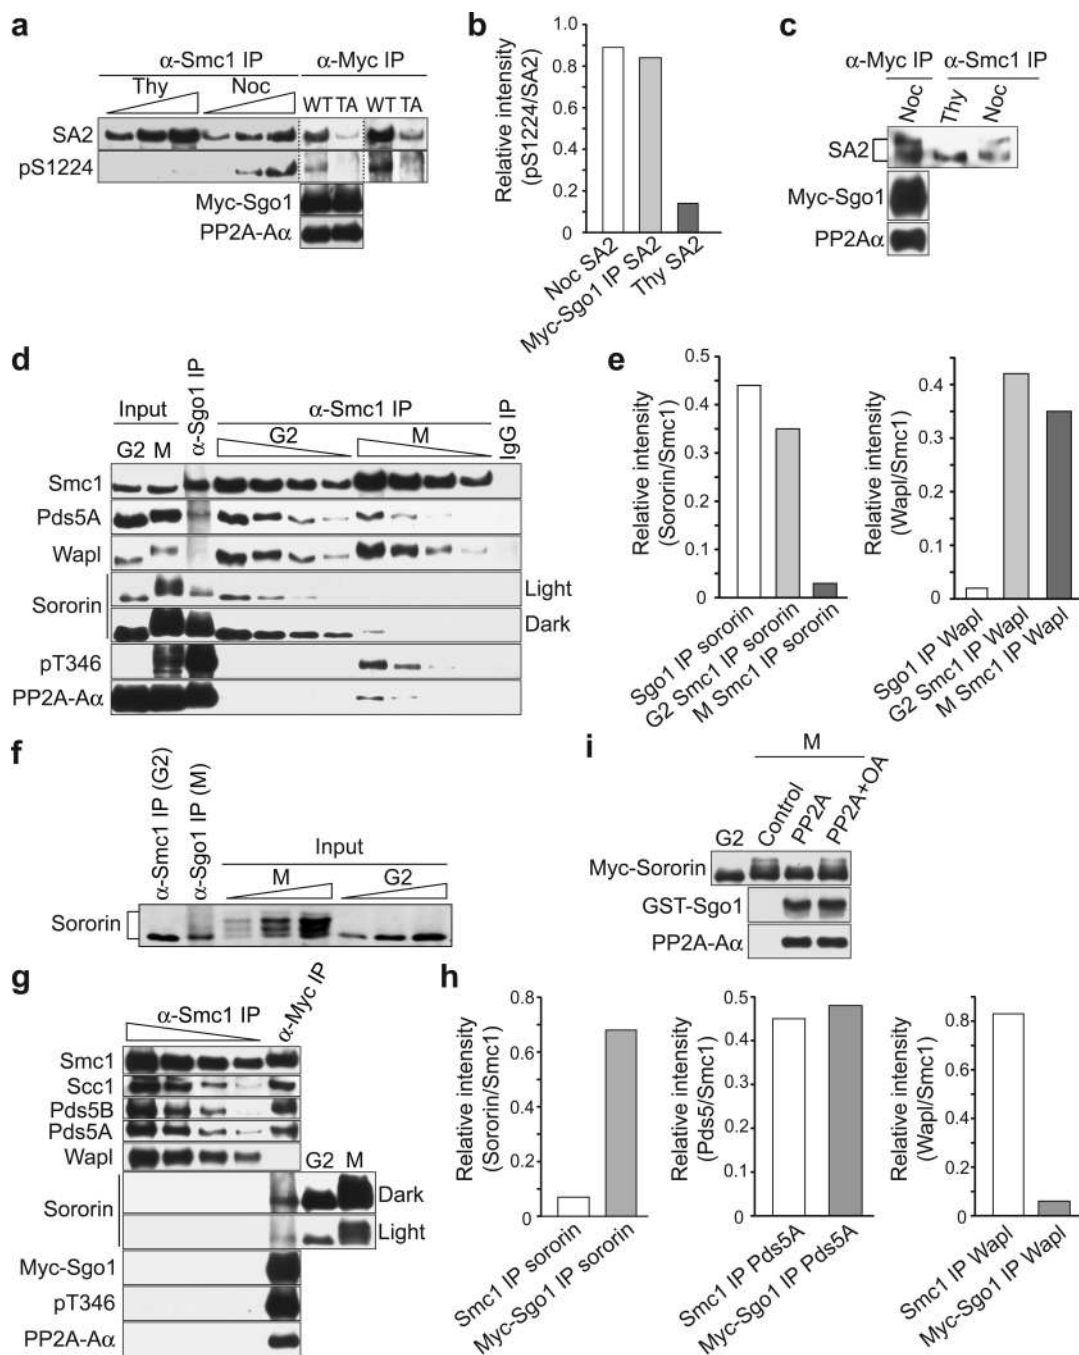 a
α-Smc1 IP
α-Myc IP
Thy
Noc
WT TA WT TA
SA2
pS1224
Myc-Sgo1
PP2A-Aα
b
Relative intensity
(pS1224/SA2)
1.0
0.8
0.6
0.4
0.2
0
Noc SA2
Myc-Sgo1 IP SA2
Thy SA2
c
α-Myc IP α-Smc1 IP
Noc
Thy
Noc
SA2
Myc-Sgo1
PP2Aα
d
Input
α-Sgo1 IP
α-Smc1 IP
IgG IP
G2 M
G2
M
Smc1
Pds5A
Wapl
Sororin
Light
Dark
pT346
PP2A-Aα
e
Relative intensity
(Sororin/Smc1)
0.5
0.4
0.3
0.2
0.1
0
Sgo1 IP sororin
G2 Smc1 IP sororin
M Smc1 IP sororin
Relative intensity
(Wapl/Smc1)
0.4
0.3
0.2
0.1
0
Sgo1 IP Wapl
G2 Smc1 IP Wapl
M Smc1 IP Wapl
f
α-Smc1 IP (G2)
α-Sgo1 IP (M)
Input
M
G2
Sororin
i
M
G2
Control
PP2A
PP2A+OA
Myc-Sororin
GST-Sgo1
PP2A-Aα
g
α-Smc1 IP
α-Myc IP
Smc1
Scc1
Pds5B
Pds5A
Wapl
G2 M
Sororin
Dark
Light
Myc-Sgo1
pT346
PP2A-Aα
h
Relative intensity
(Sororin/Smc1)
0.8
0.6
0.4
0.2
0
Smc1 IP sororin
Myc-Sgo1 IP sororin
Relative intensity
(Pds5/Smc1)
0.5
0.4
0.3
0.2
0.1
0
Smc1 IP Pds5A
Myc-Sgo1 IP Pds5A
Relative intensity
(Wapl/Smc1)
0.8
0.6
0.4
0.2
0
Smc1 IP Wapl
Myc-Sgo1 IP Wapl